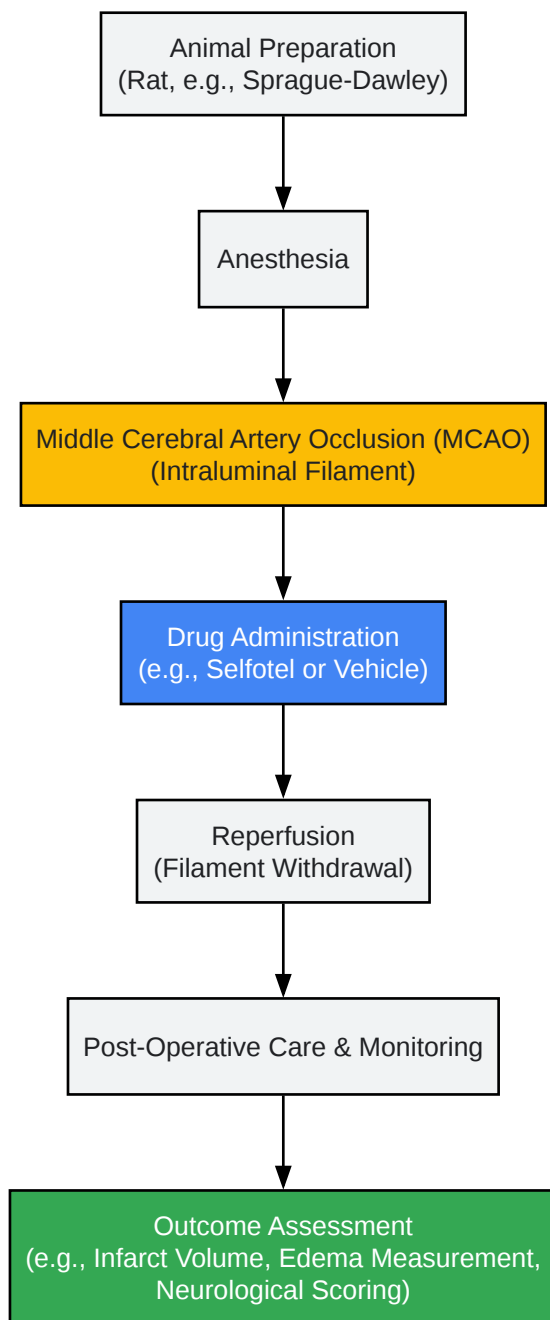 Animal Preparation
(Rat, e.g., Sprague-Dawley)
Anesthesia
Middle Cerebral Artery Occlusion (MCAO)
(Intraluminal Filament)
Drug Administration
(e.g., Selfotel or Vehicle)
Reperfusion
(Filament Withdrawal)
Post-Operative Care & Monitoring
Outcome Assessment
(e.g., Infarct Volume, Edema Measurement,
Neurological Scoring)